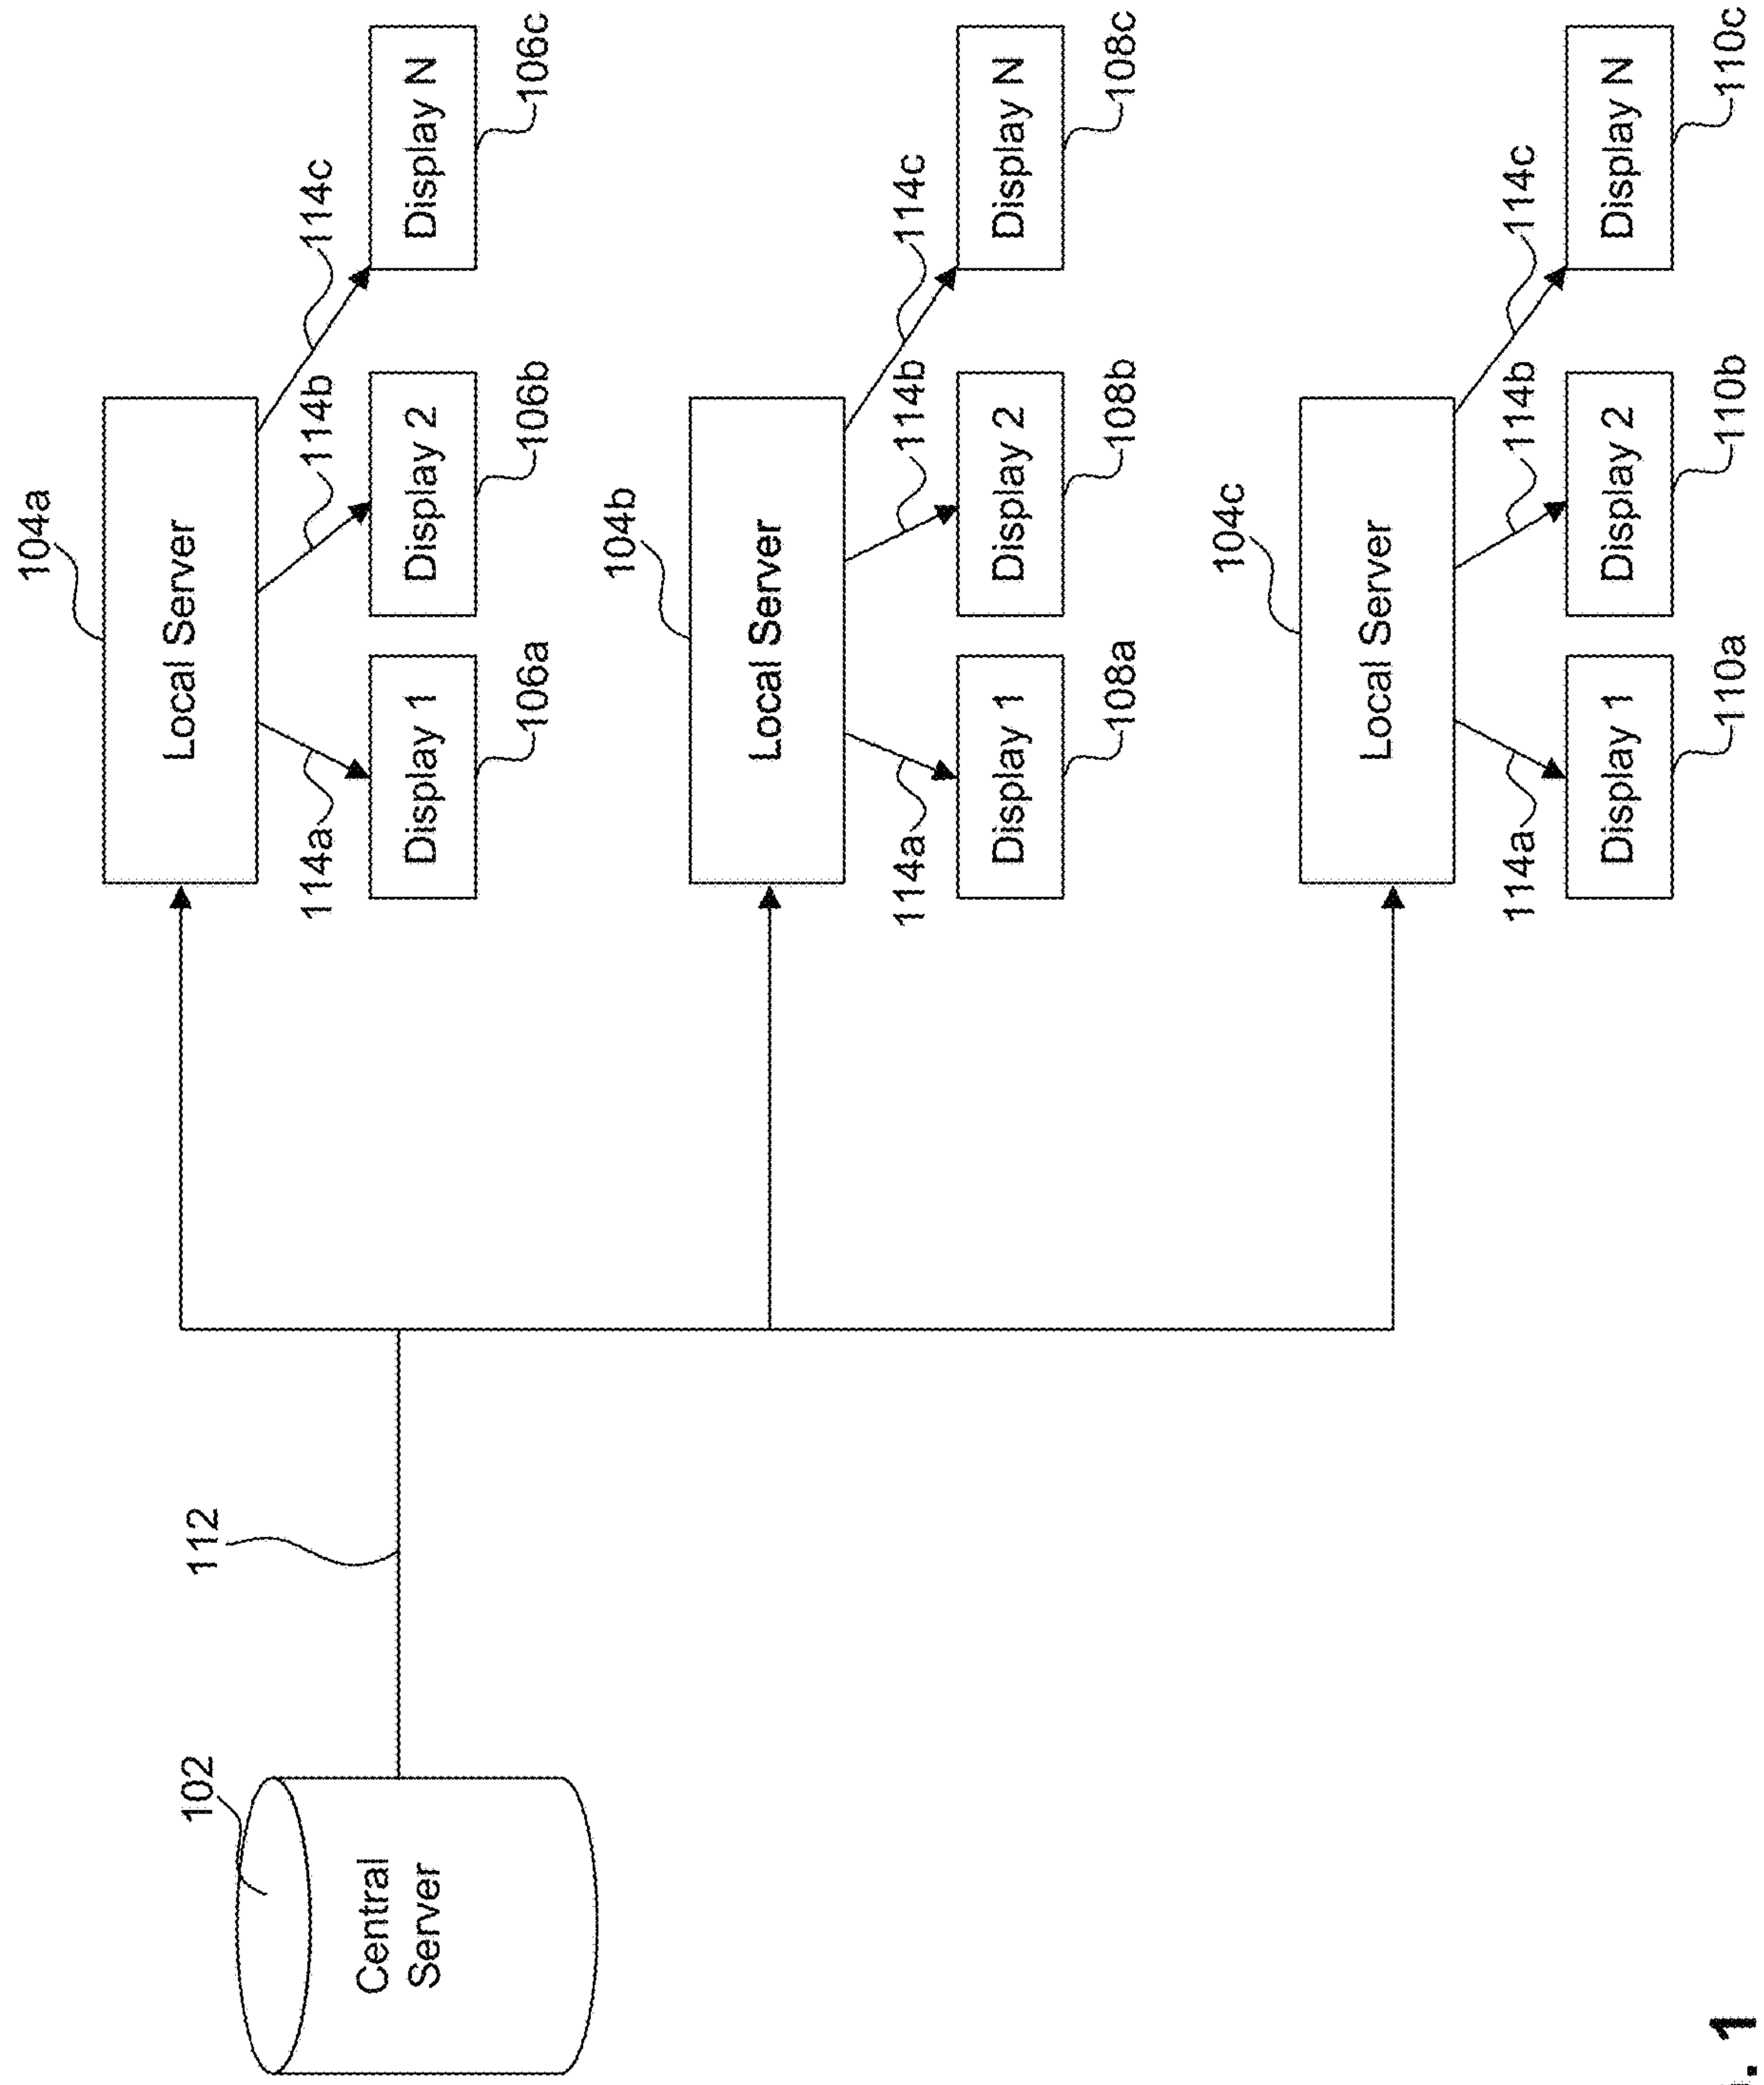 102
Central
Server
112
104a
Local Server
114a
114b
114c
Display 1
Display 2
Display N
106a
106b
106c
104b
Local Server
114a
114b
114c
Display 1
Display 2
Display N
108a
108b
108c
104c
Local Server
114a
114b
114c
Display 1
Display 2
Display N
110a
110b
110c
. 1